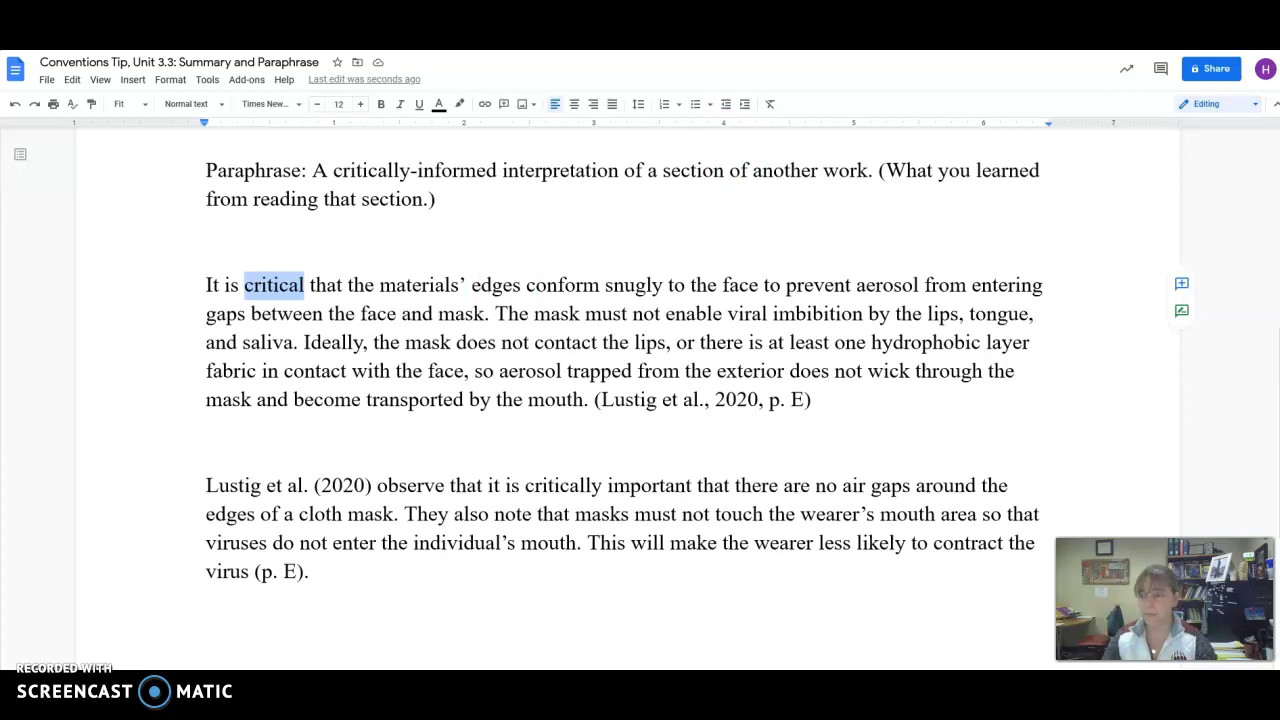 Conventions Tip, Unit 3.3: Summary and Paraphrase
File Edit View Insert Format Tools Add-ons Help Last edit was seconds ago
Share
H
Fit Normal text Times New... 12 B I U A Editing
1 1 2 3 4 5 6 7
Paraphrase: A critically-informed interpretation of a section of another work. (What you learned
from reading that section.)
It is critical that the materials’ edges conform snugly to the face to prevent aerosol from entering
gaps between the face and mask. The mask must not enable viral imbibition by the lips, tongue,
and saliva. Ideally, the mask does not contact the lips, or there is at least one hydrophobic layer
fabric in contact with the face, so aerosol trapped from the exterior does not wick through the
mask and become transported by the mouth. (Lustig et al., 2020, p. E)
Lustig et al. (2020) observe that it is critically important that there are no air gaps around the
edges of a cloth mask. They also note that masks must not touch the wearer’s mouth area so that
viruses do not enter the individual’s mouth. This will make the wearer less likely to contract the
virus (p. E).
RECORDED WITH
SCREENCAST MATIC